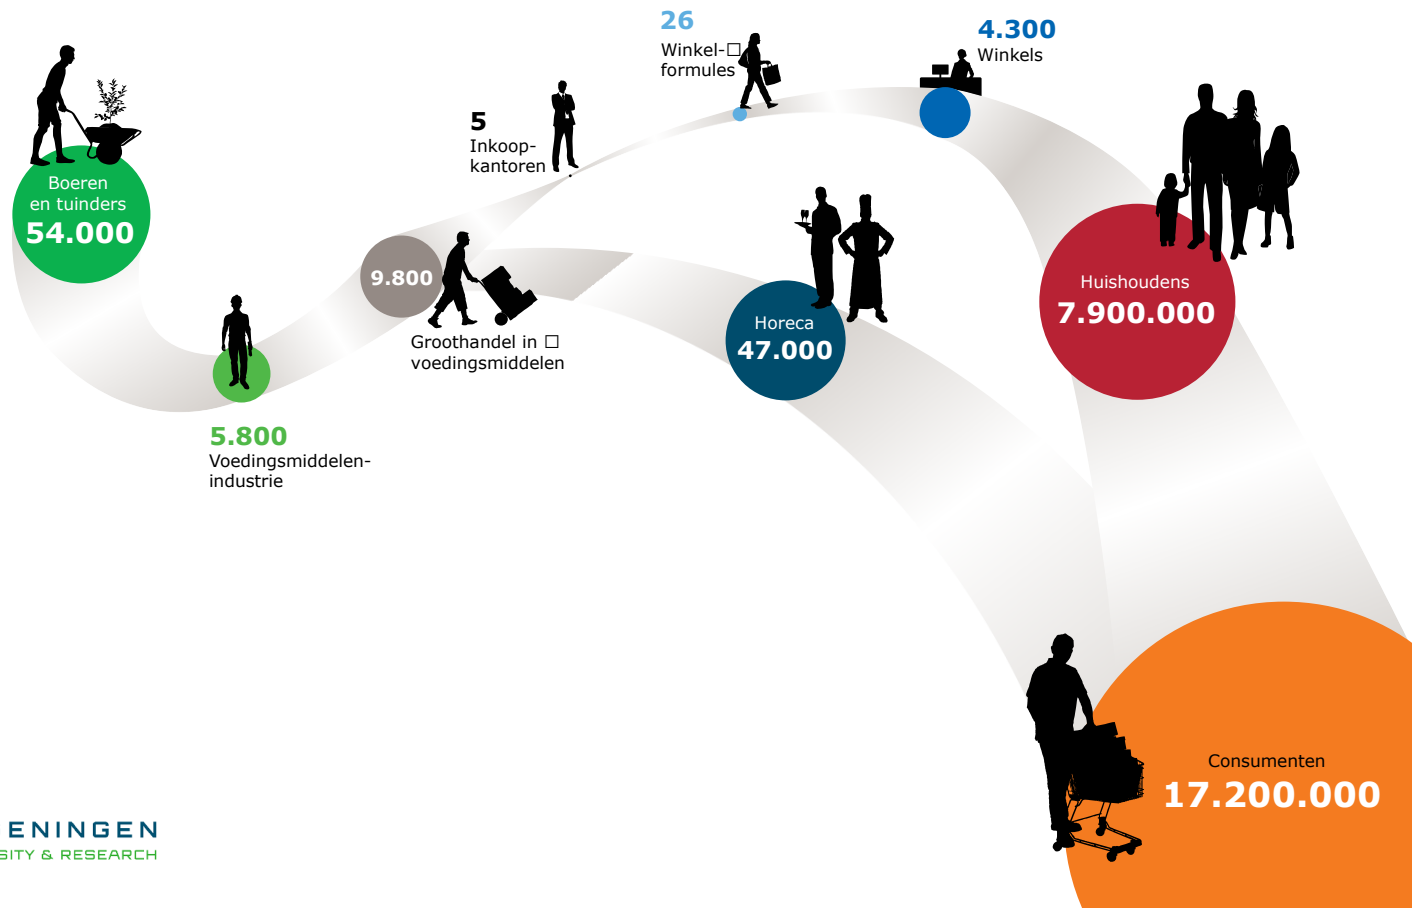 Boeren
en tuinders
54.000
5.800
Voedingsmiddelen-
industrie
9.800
Groothandel in □
voedingsmiddelen
5
Inkoop-
kantoren
26
Winkel-□
formules
4.300
Winkels
Horeca
47.000
Huishoudens
7.900.000
Consumenten
17.200.000
ENINGEN
SITY & RESEARCH